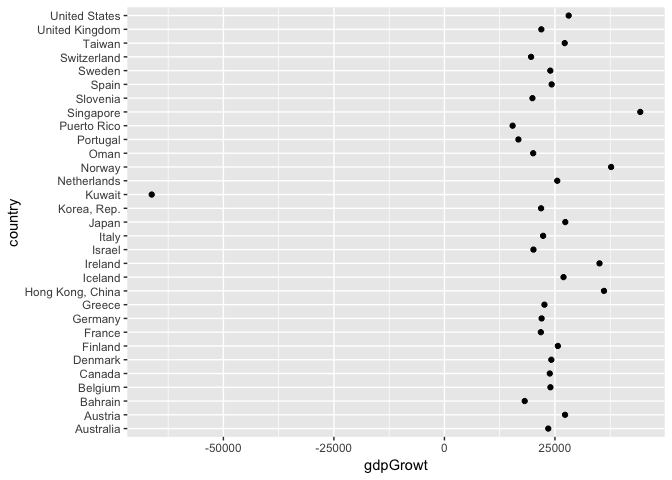 United States
United Kingdom
Taiwan
Switzerland
Sweden
Spain
Slovenia
Singapore
Puerto Rico
Portugal
Oman
Norway
Netherlands
Kuwait
Korea, Rep.
Japan
Italy
Israel
Ireland
Iceland
Hong Kong, China
Greece
Germany
France
Finland
Denmark
Canada
Belgium
Bahrain
Austria
Australia
country
-50000 -25000 0 25000
gdpGrowt